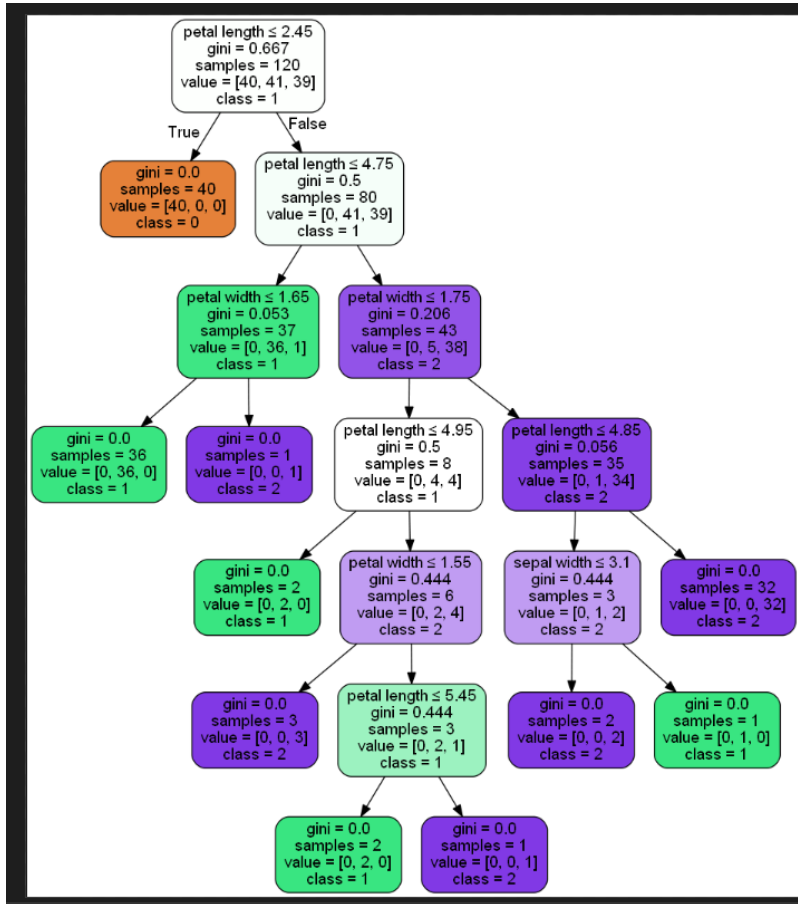 petal length ≤ 2.45
gini = 0.667
samples = 120
value = [40, 41, 39]
class = 1
True
False
gini = 0.0
samples = 40
value = [40, 0, 0]
class = 0
petal length ≤ 4.75
gini = 0.5
samples = 80
value = [0, 41, 39]
class = 1
petal width ≤ 1.65
gini = 0.053
samples = 37
value = [0, 36, 1]
class = 1
petal width ≤ 1.75
gini = 0.206
samples = 43
value = [0, 5, 38]
class = 2
gini = 0.0
samples = 36
value = [0, 36, 0]
class = 1
gini = 0.0
samples = 1
value = [0, 0, 1]
class = 2
petal length ≤ 4.95
gini = 0.5
samples = 8
value = [0, 4, 4]
class = 1
petal length ≤ 4.85
gini = 0.056
samples = 35
value = [0, 1, 34]
class = 2
gini = 0.0
samples = 2
value = [0, 2, 0]
class = 1
petal width ≤ 1.55
gini = 0.444
samples = 6
value = [0, 2, 4]
class = 2
sepal width ≤ 3.1
gini = 0.444
samples = 3
value = [0, 1, 2]
class = 2
gini = 0.0
samples = 32
value = [0, 0, 32]
class = 2
gini = 0.0
samples = 3
value = [0, 0, 3]
class = 2
petal length ≤ 5.45
gini = 0.444
samples = 3
value = [0, 2, 1]
class = 1
gini = 0.0
samples = 2
value = [0, 0, 2]
class = 2
gini = 0.0
samples = 1
value = [0, 1, 0]
class = 1
gini = 0.0
samples = 2
value = [0, 2, 0]
class = 1
gini = 0.0
samples = 1
value = [0, 0, 1]
class = 2